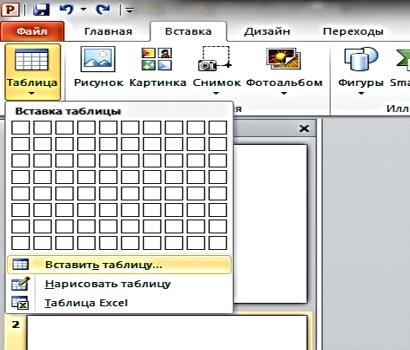 Файл Главная Вставка Дизайн Переходы
Таблица Рисунок Картинка Снимок Фотоальбом Фигуры
Вставка таблицы
Вставить таблицу...
Нарисовать таблицу
Таблица Excel
2